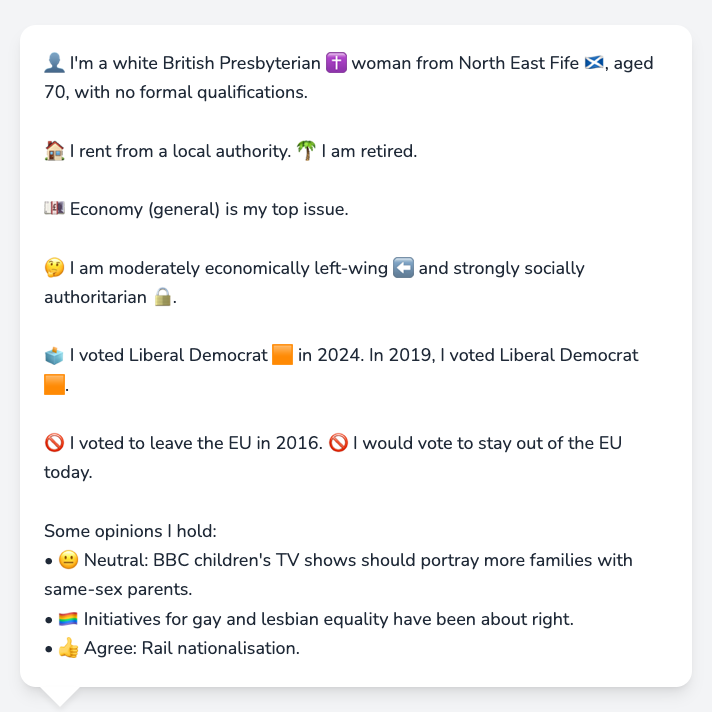 👤 I'm a white British Presbyterian ✝️ woman from North East Fife 🏴󠁧󠁢󠁳󠁣󠁴󠁿, aged
70, with no formal qualifications.
🏠 I rent from a local authority. 🌴 I am retired.
💷 Economy (general) is my top issue.
🤔 I am moderately economically left-wing ⬅️ and strongly socially
authoritarian 🔒.
🗳️ I voted Liberal Democrat 🟧 in 2024. In 2019, I voted Liberal Democrat
🟧.
🚫 I voted to leave the EU in 2016. 🚫 I would vote to stay out of the EU
today.
Some opinions I hold:
• 😐 Neutral: BBC children's TV shows should portray more families with
same-sex parents.
• 🏳️‍🌈 Initiatives for gay and lesbian equality have been about right.
• 👍 Agree: Rail nationalisation.